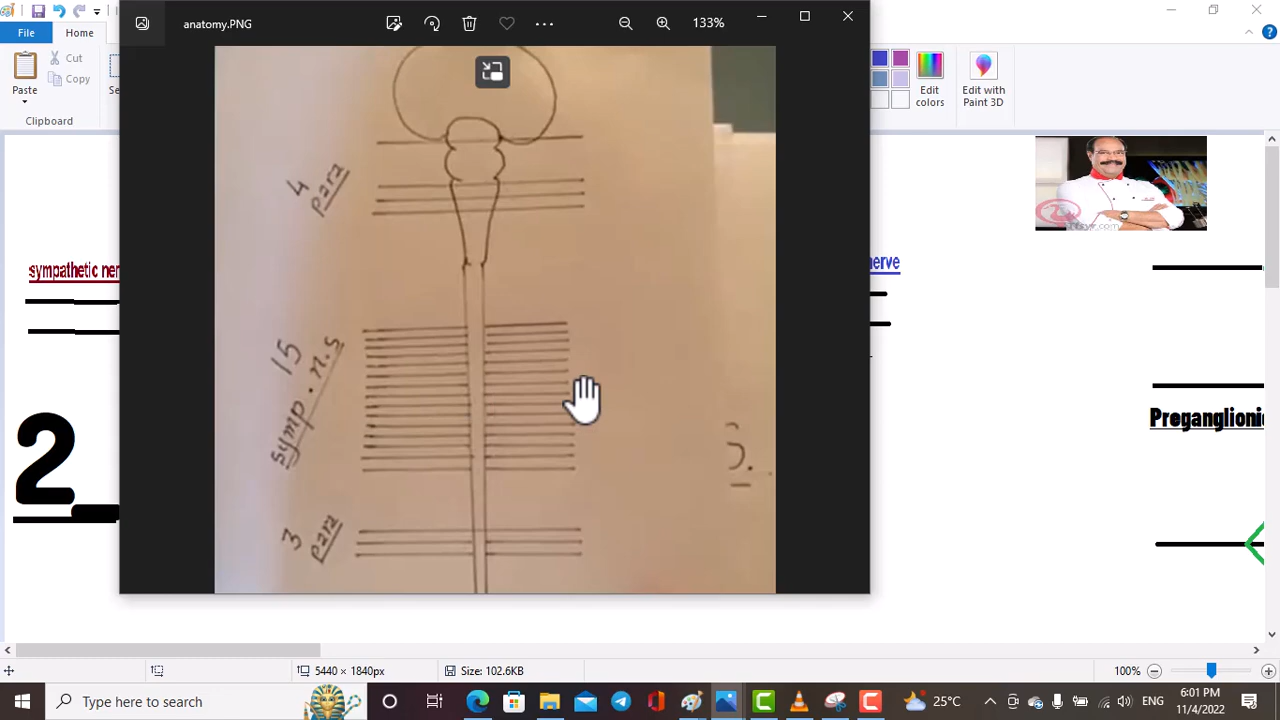 anatomy.PNG
133%
File
Home
Cut
Copy
Paste
Clipboard
Edit colors
Edit with Paint 3D
4
para
sympathetic ner
nerve
15
symp. n.s
2
Preganglioni
3
para
5440 × 1840px
Size: 102.6KB
100%
Type here to search
25°C
ENG
6:01 PM
11/4/2022